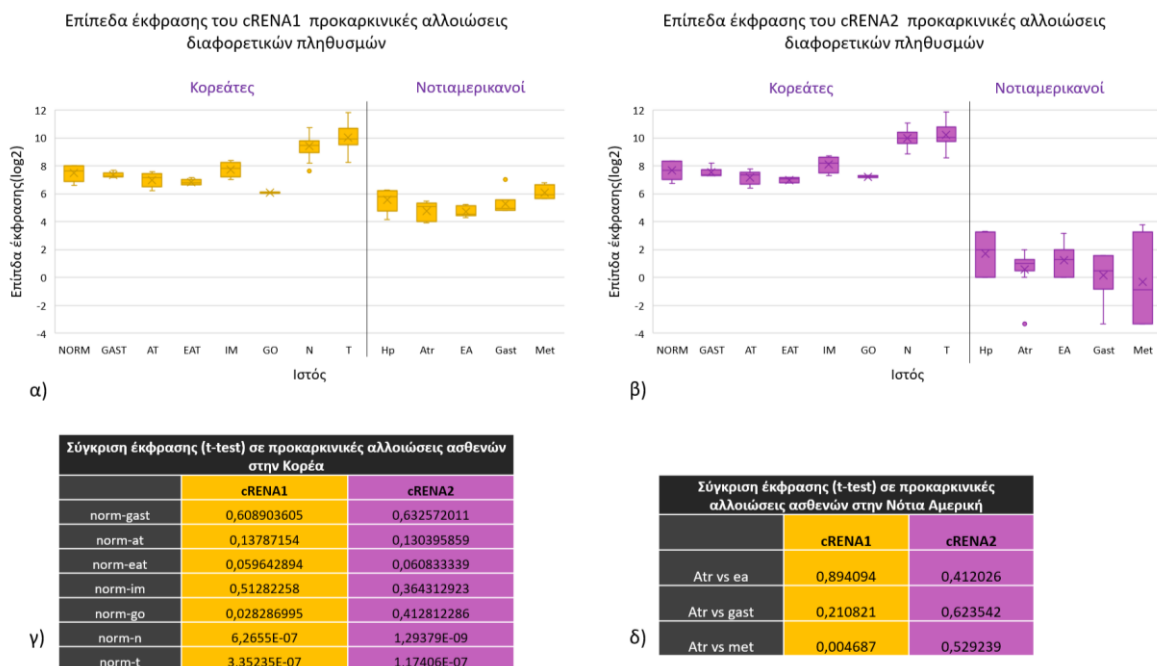 Επίπεδα έκφρασης του cRENA1 προκαρκινικές αλλοιώσεις
διαφορετικών πληθυσμών
Κορεάτες
Νοτιαμερικανοί
Επίπδα έκφρασης(log2)
12
10
8
6
4
2
0
-2
-4
NORM GAST AT EAT IM GO N T Hp Atr EA Gast Met
Ιστός
α)
Επίπεδα έκφρασης του cRENA2 προκαρκινικές αλλοιώσεις
διαφορετικών πληθυσμών
Κορεάτες
Νοτιαμερικανοί
Επίπδα έκφρασης(log2)
12
10
8
6
4
2
0
-2
-4
NORM GAST AT EAT IM GO N T Hp Atr EA Gast Met
Ιστός
β)
Σύγκριση έκφρασης (t-test) σε προκαρκινικές αλλοιώσεις ασθενών
στην Κορέα
cRENA1 cRENA2
norm-gast 0,608903605 0,632572011
norm-at 0,13787154 0,130395859
norm-eat 0,059642894 0,060833339
norm-im 0,51282258 0,364312923
norm-go 0,028286995 0,412812286
norm-n 6,2655E-07 1,29379E-09
norm-t 3,35235E-07 1,17406E-07
γ)
Σύγκριση έκφρασης (t-test) σε προκαρκινικές
αλλοιώσεις ασθενών στην Νότια Αμερική
cRENA1 cRENA2
Atr vs ea 0,894094 0,412026
Atr vs gast 0,210821 0,623542
Atr vs met 0,004687 0,529239
δ)